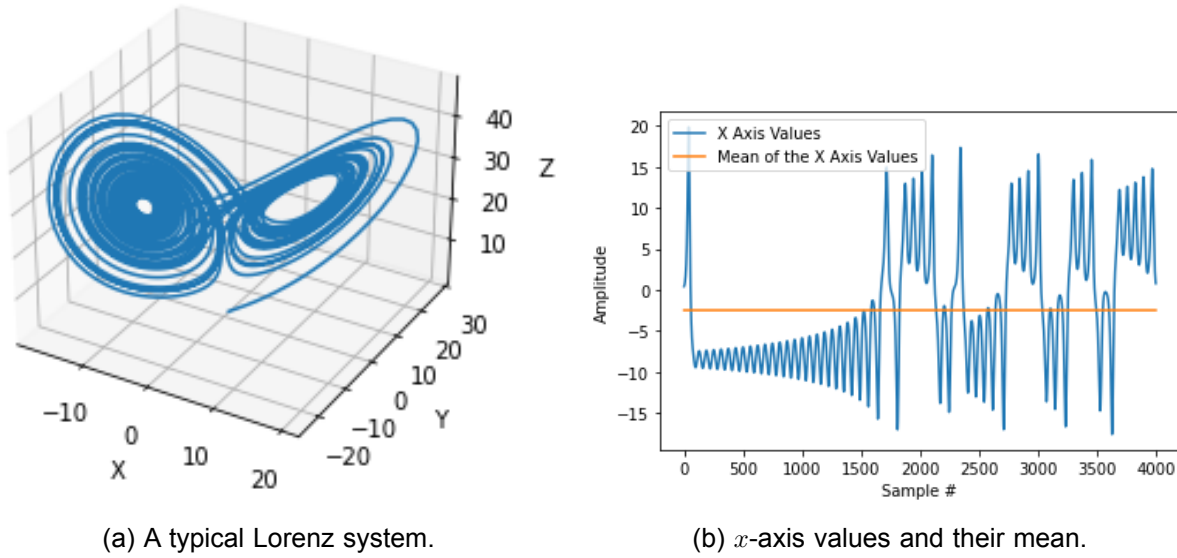 40
30
20
10
Z
30
20
10
0
−10
−20
Y
−10
0
10
20
X
(a) A typical Lorenz system.
X Axis Values
Mean of the X Axis Values
20
15
10
5
0
−5
−10
−15
Amplitude
0 500 1000 1500 2000 2500 3000 3500 4000
Sample #
(b) x-axis values and their mean.